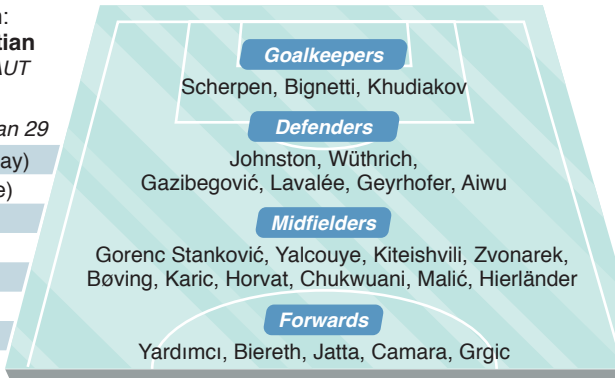 :
tian
AUT
an 29
ay)
e)
Goalkeepers
Scherpen, Bignetti, Khudiakov
Defenders
Johnston, Wüthrich,
Gazibegović, Lavalée, Geyrhofer, Aiwu
Midfielders
Gorenc Stanković, Yalcouye, Kiteishvili, Zvonarek,
Bøving, Karic, Horvat, Chukwuani, Malić, Hierländer
Forwards
Yardımcı, Biereth, Jatta, Camara, Grgic